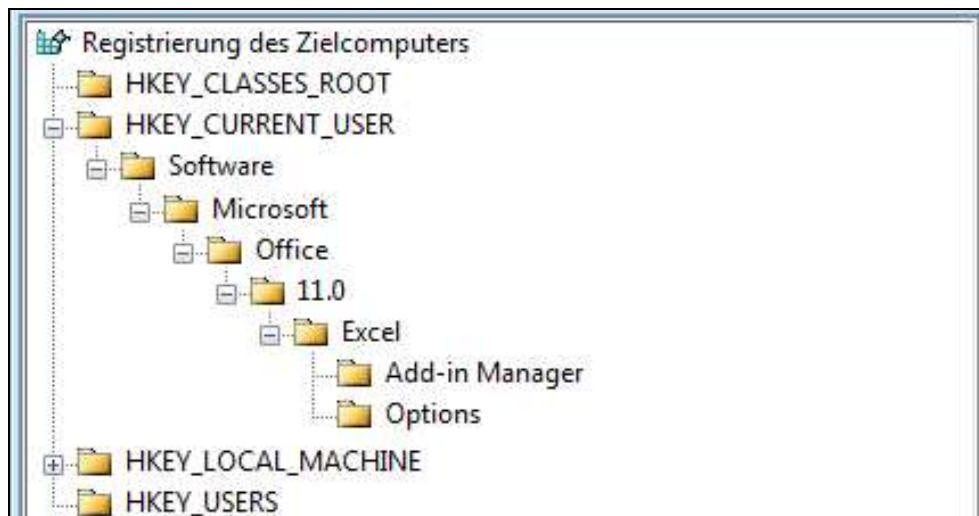 Registrierung des Zielcomputers
HKEY_CLASSES_ROOT
HKEY_CURRENT_USER
Software
Microsoft
Office
11.0
Excel
Add-in Manager
Options
HKEY_LOCAL_MACHINE
HKEY_USERS